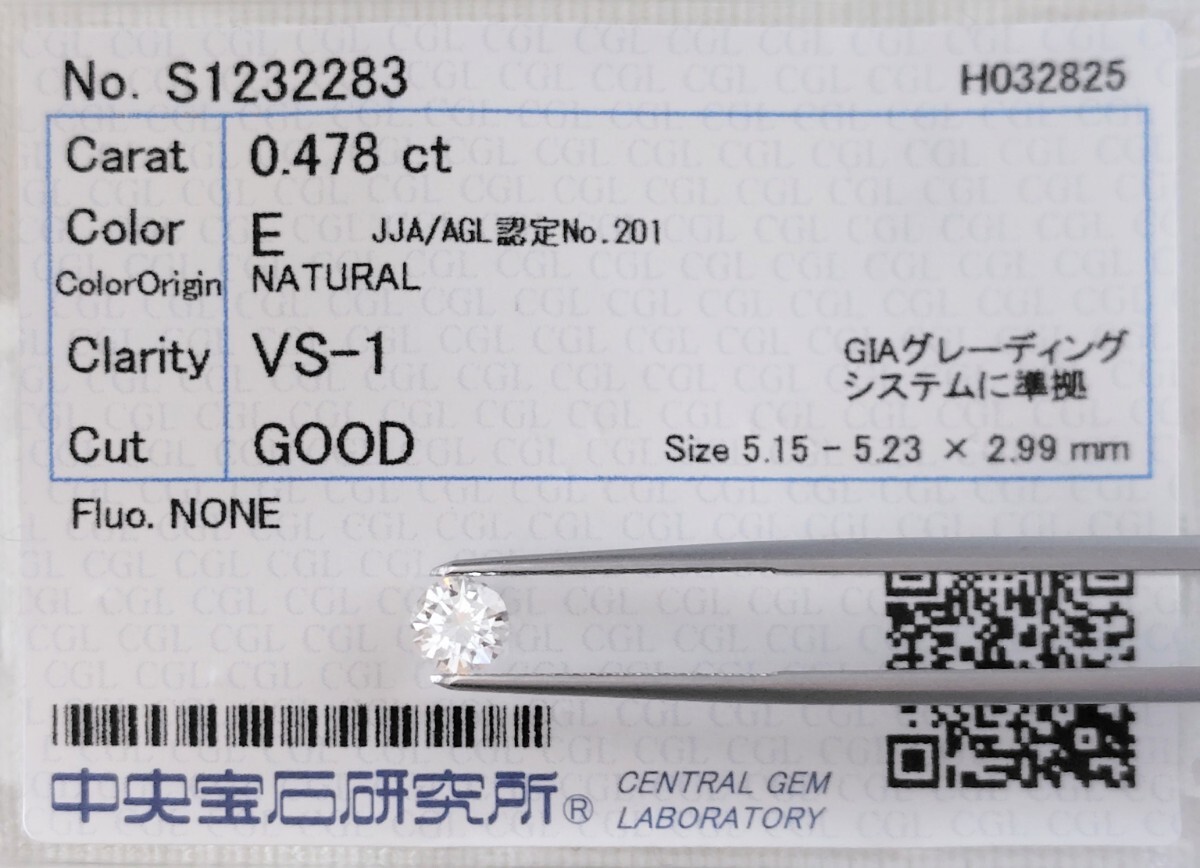 No. S1232283 H032825
Carat 0.478 ct
Color E JJA/AGL認定No.201
ColorOrigin NATURAL
Clarity VS-1
GIAグレーディング
システムに準拠
Cut GOOD Size 5.15 - 5.23 × 2.99 mm
Fluo. NONE
中央宝石研究所® CENTRAL GEM
LABORATORY